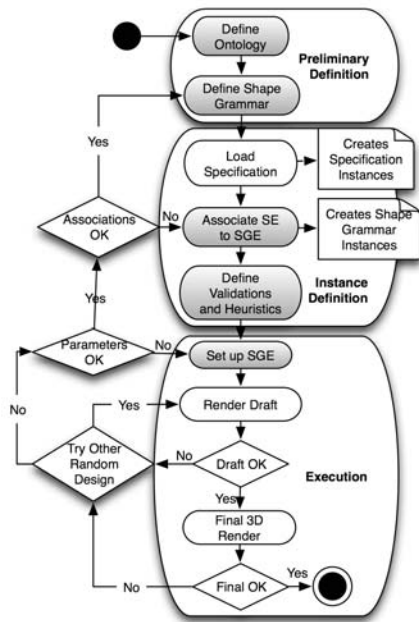 Define
Ontology
Preliminary
Definition
Define Shape
Grammar
Yes
Load
Specification
Creates
Specification
Instances
Associations
OK
No
Associate SE
to SGE
Creates Shape
Grammar
Instances
Define
Validations
and Heuristics
Instance
Definition
Yes
Parameters
OK
No
Set up SGE
No
Yes
Render Draft
Try Other
Random
Design
No
Draft OK
Execution
Yes
Final 3D
Render
No
Final OK
Yes